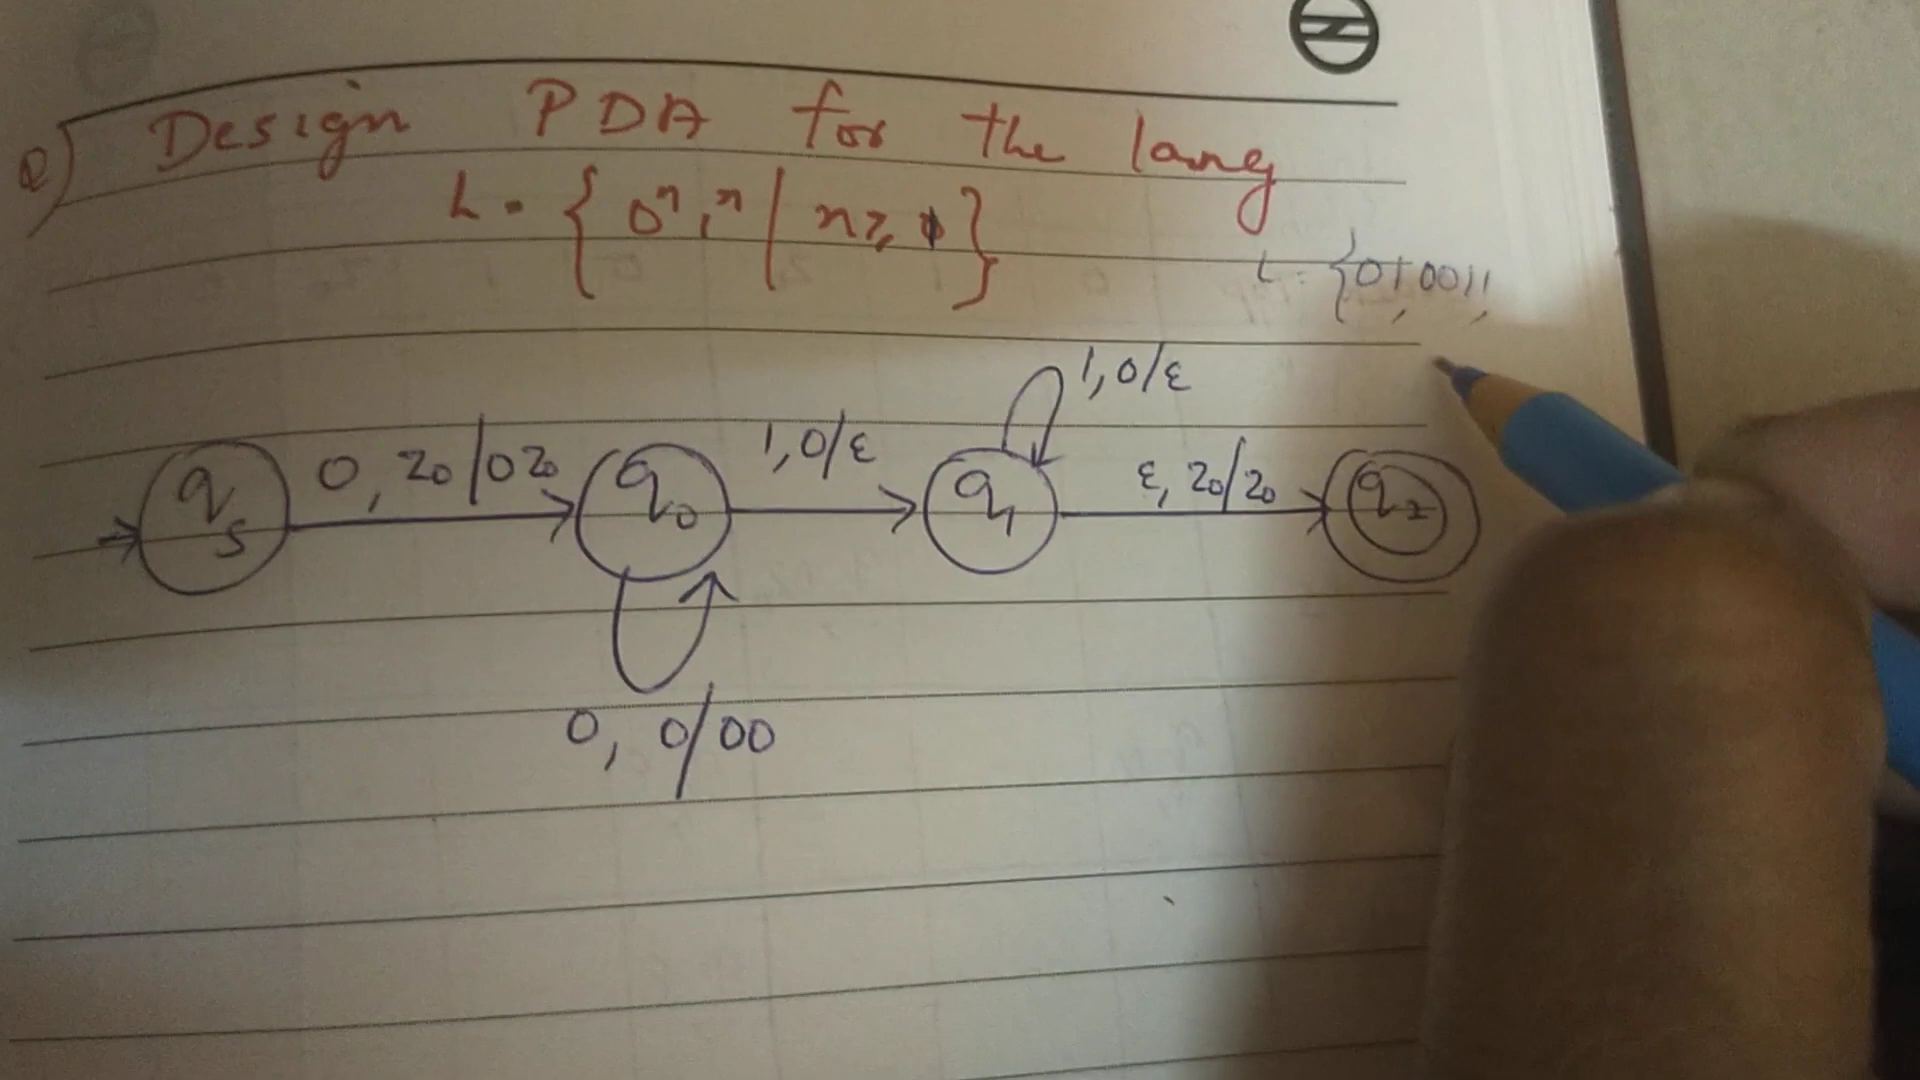 Q) Design PDA for the lang
L = { 0ⁿ1ⁿ | n ≥ 1 }
L = { 01, 0011,
1, 0/ε
0, z₀/0z₀
1, 0/ε
ε, z₀/z₀
qs
q₀
q₁
q₂
0, 0/00